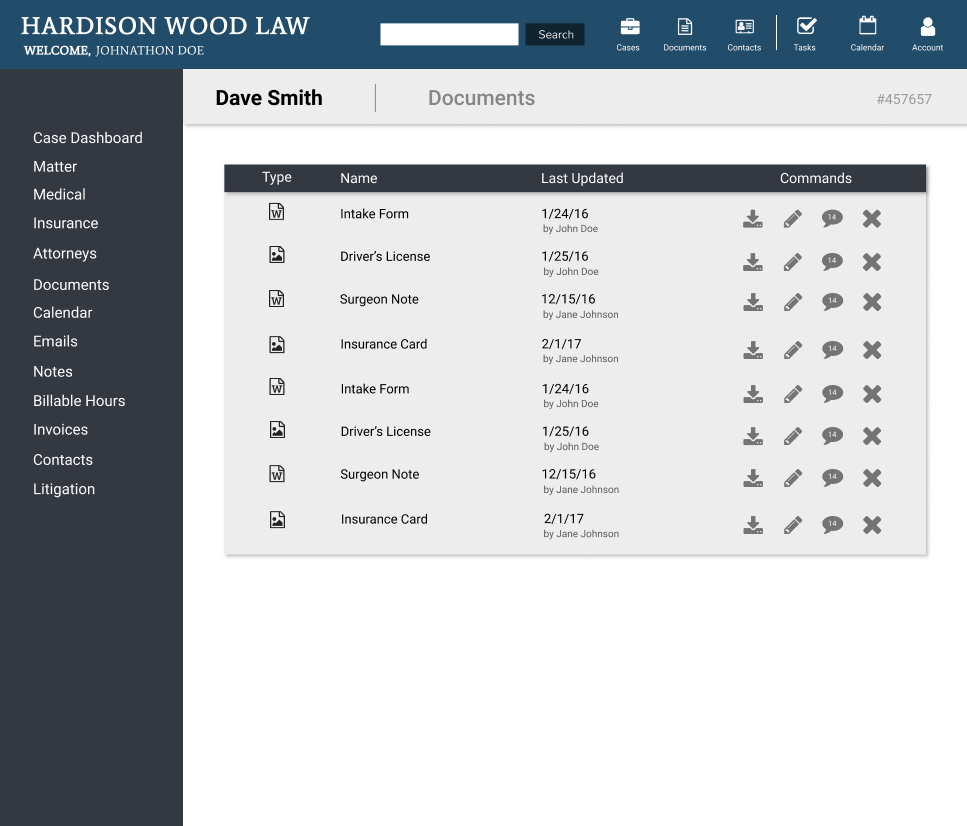 HARDISON WOOD LAW
WELCOME, JOHNATHON DOE
Search
Cases
Documents
Contacts
Tasks
Calendar
Account
Case Dashboard
Matter
Medical
Insurance
Attorneys
Documents
Calendar
Emails
Notes
Billable Hours
Invoices
Contacts
Litigation
Dave Smith Documents #457657
Type Name Last Updated Commands
W Intake Form 1/24/16 14
by John Doe
Driver's License 1/25/16 14
by John Doe
W Surgeon Note 12/15/16 14
by Jane Johnson
Insurance Card 2/1/17 14
by Jane Johnson
W Intake Form 1/24/16 14
by John Doe
Driver's License 1/25/16 14
by John Doe
W Surgeon Note 12/15/16 14
by Jane Johnson
Insurance Card 2/1/17 14
by Jane Johnson